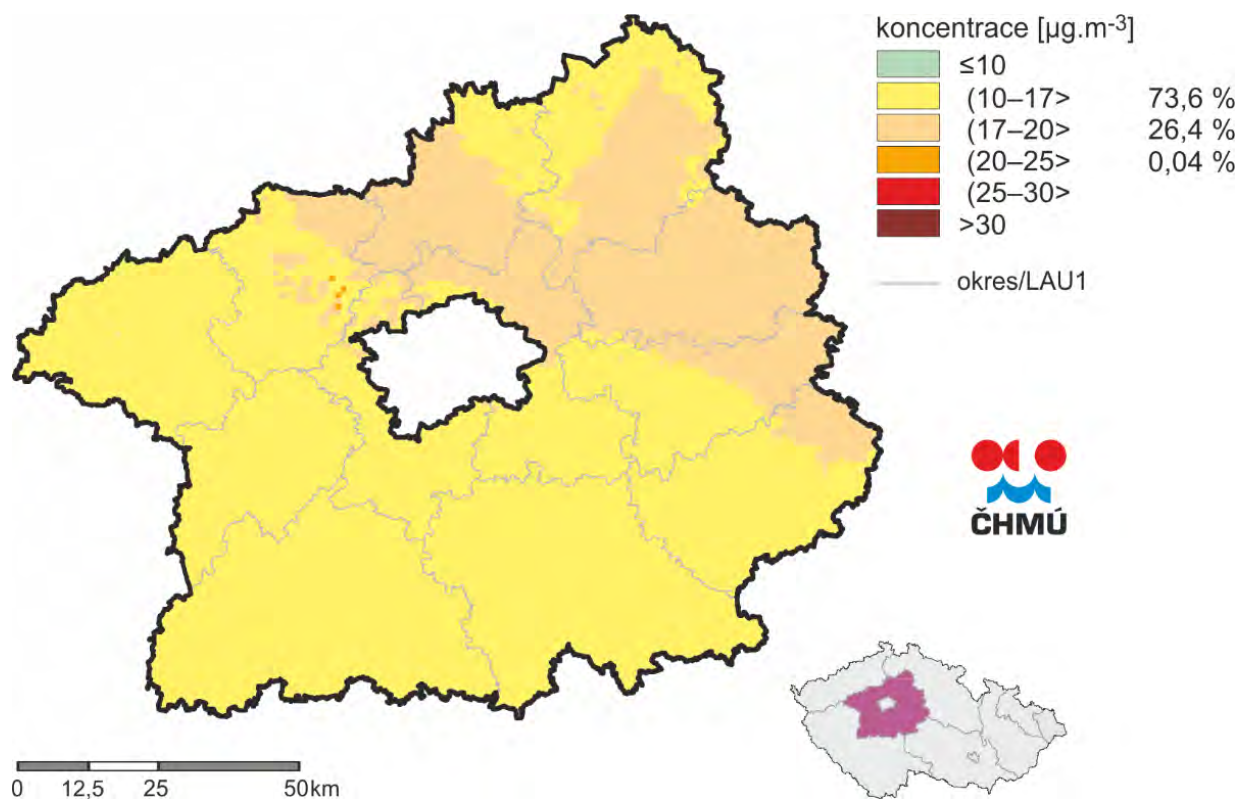 koncentrace [µg.m-3]
≤10
(10–17> 73,6 %
(17–20> 26,4 %
(20–25> 0,04 %
(25–30>
>30
okres/LAU1
ČHMÚ
0 12,5 25 50km